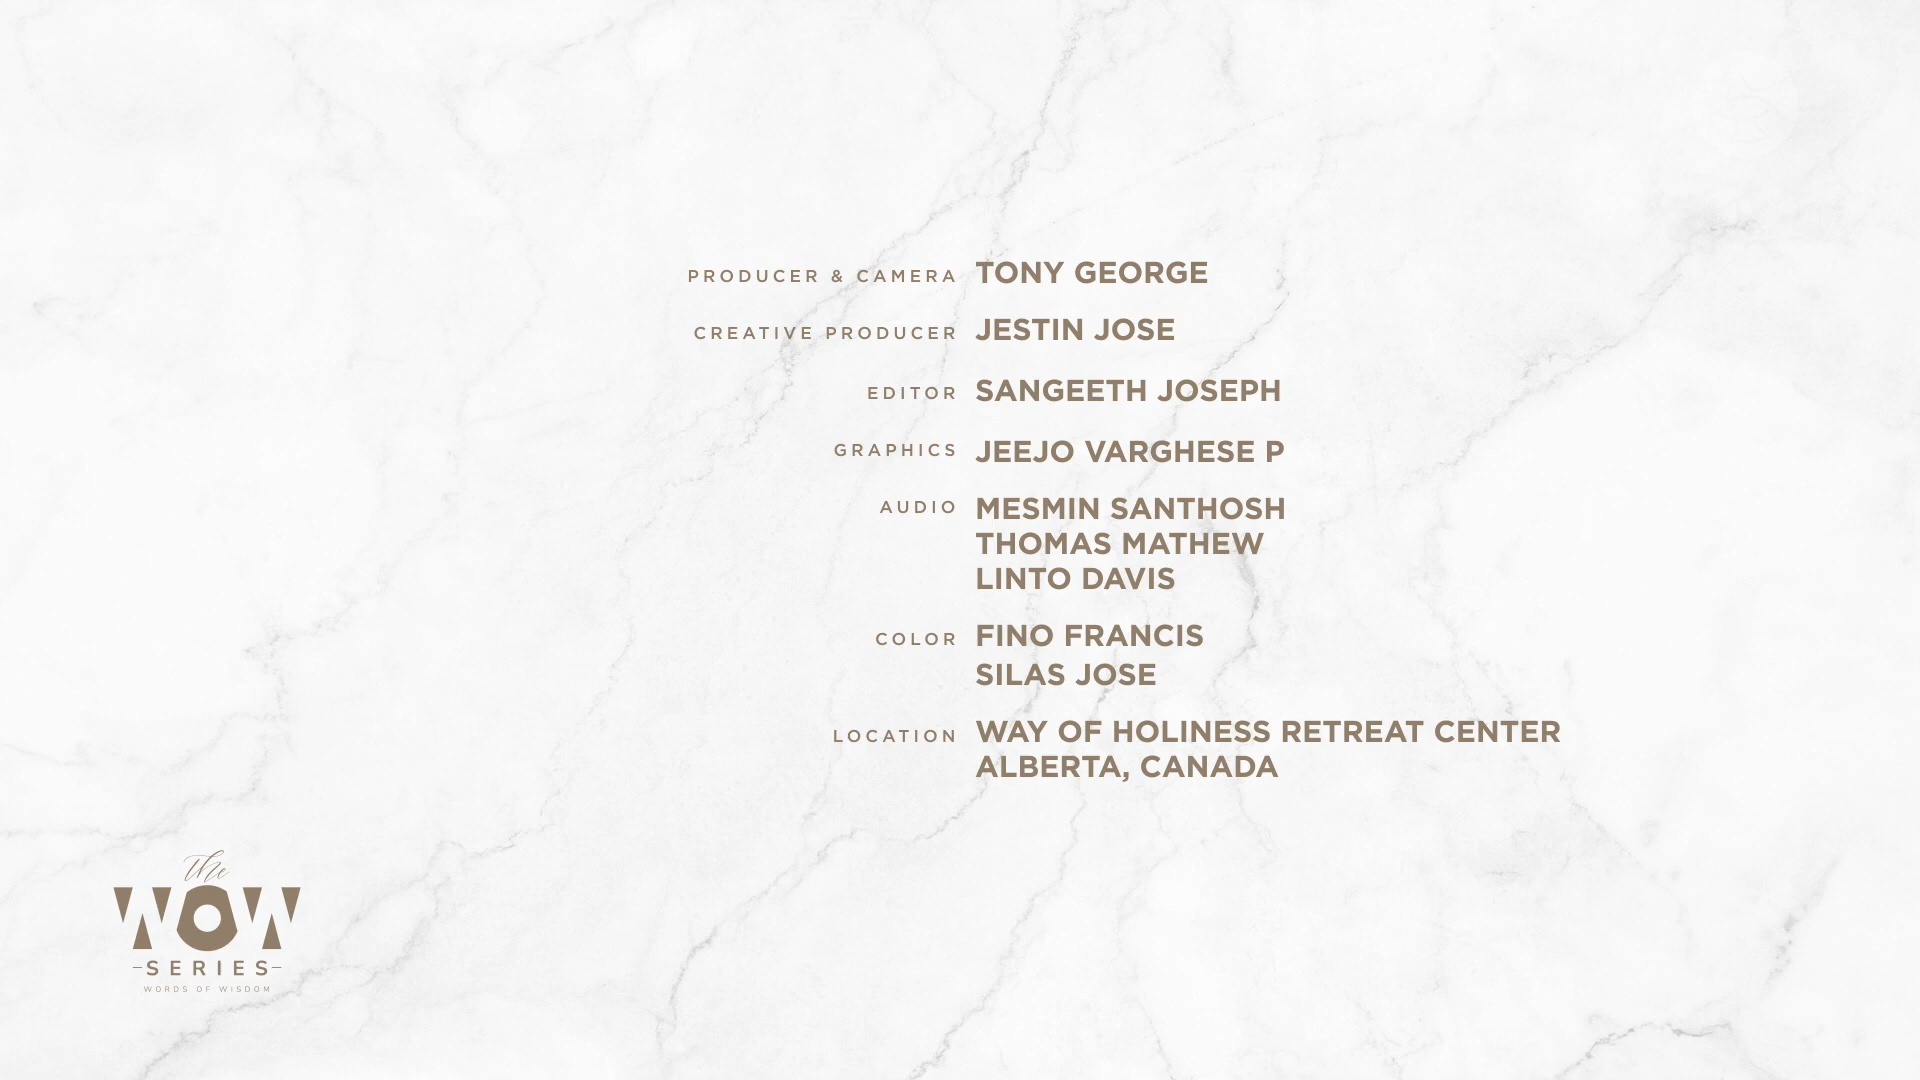 PRODUCER & CAMERA TONY GEORGE
CREATIVE PRODUCER JESTIN JOSE
EDITOR SANGEETH JOSEPH
GRAPHICS JEEJO VARGHESE P
AUDIO MESMIN SANTHOSH
THOMAS MATHEW
LINTO DAVIS
COLOR FINO FRANCIS
SILAS JOSE
LOCATION WAY OF HOLINESS RETREAT CENTER
ALBERTA, CANADA
the
WOW
-SERIES-
WORDS OF WISDOM